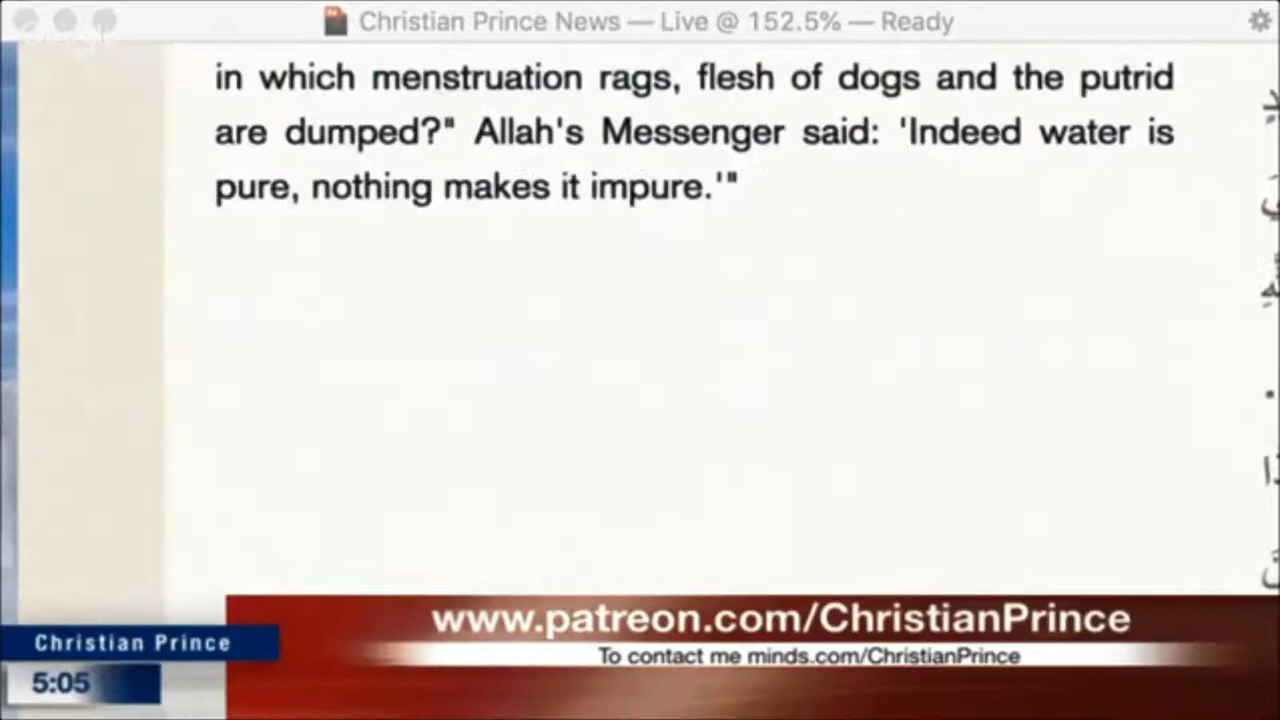 Christian Prince News — Live @ 152.5% — Ready
in which menstruation rags, flesh of dogs and the putrid
are dumped?" Allah's Messenger said: 'Indeed water is
pure, nothing makes it impure.'"
www.patreon.com/ChristianPrince
Christian Prince
To contact me minds.com/ChristianPrince
5:05